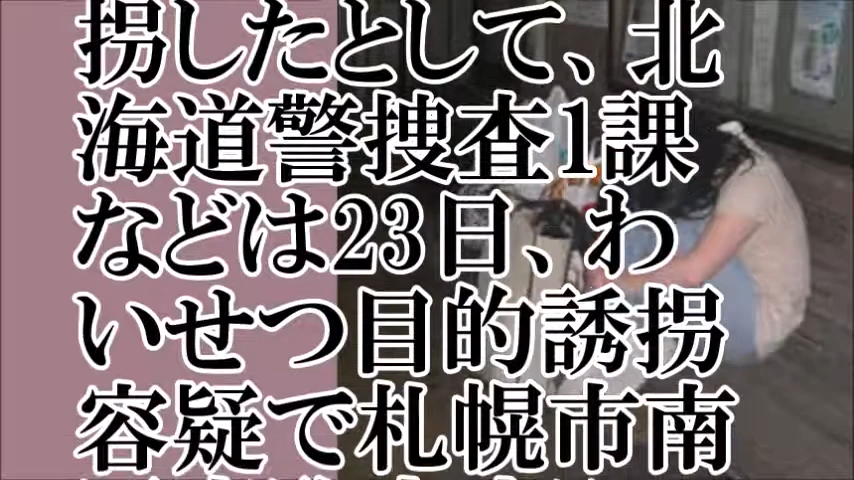 拐したとして、北
海道警捜査1課
などは23日、わ
いせつ目的誘拐
容疑で札幌市南